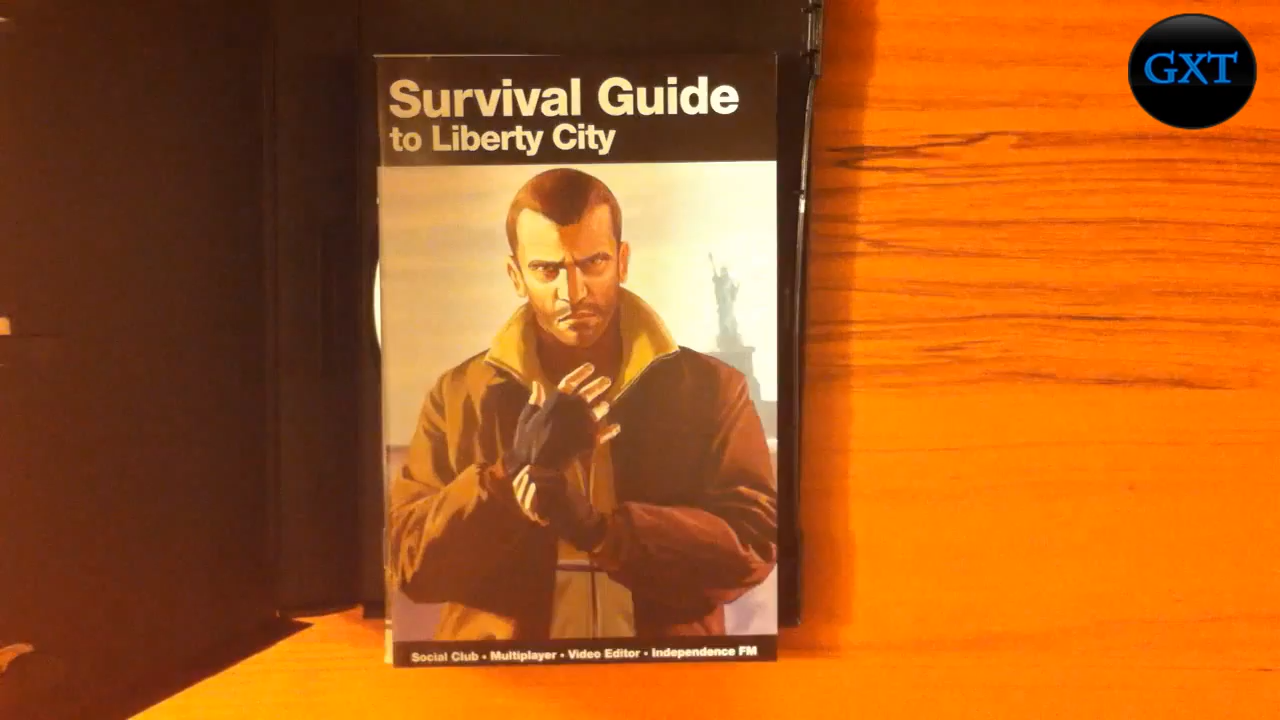 GXT
Survival Guide
to Liberty City
Social Club • Multiplayer • Video Editor • Independence FM